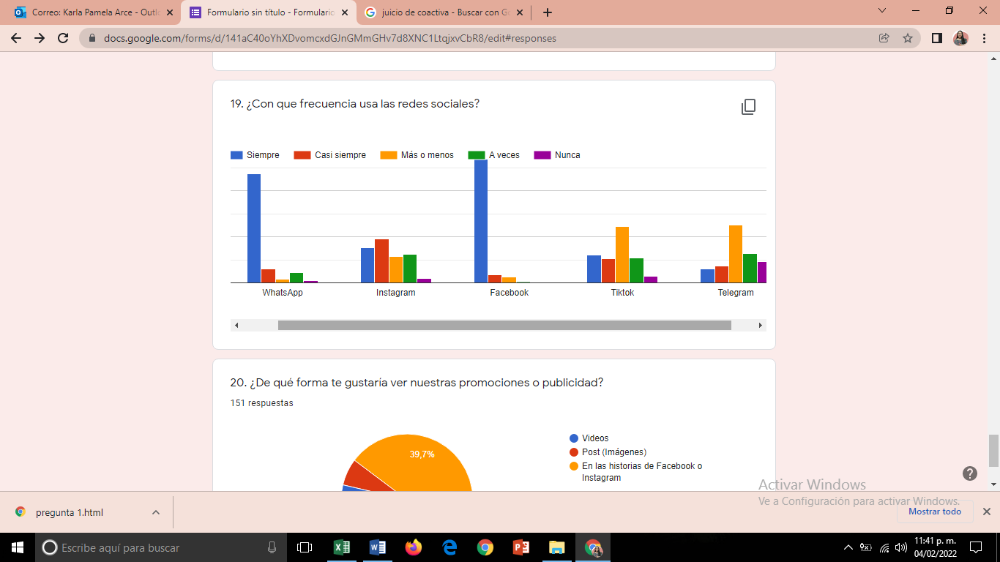 Correo: Karla Pamela Arce - Outl
Formulario sin título - Formulario
juicio de coactiva - Buscar con G
docs.google.com/forms/d/141aC40oYhXDvomcxdGJnGMmGHv7d8XNC1LtqjxvCbR8/edit#responses
19. ¿Con que frecuencia usa las redes sociales?
Siempre Casi siempre Más o menos A veces Nunca
WhatsApp Instagram Facebook Tiktok Telegram
20. ¿De qué forma te gustaría ver nuestras promociones o publicidad?
151 respuestas
39,7%
Videos
Post (Imágenes)
En las historias de Facebook o
Instagram
Activar Windows
Ve a Configuración para activar Windows.
pregunta 1.html
Mostrar todo
Escribe aquí para buscar
11:41 p. m.
04/02/2022